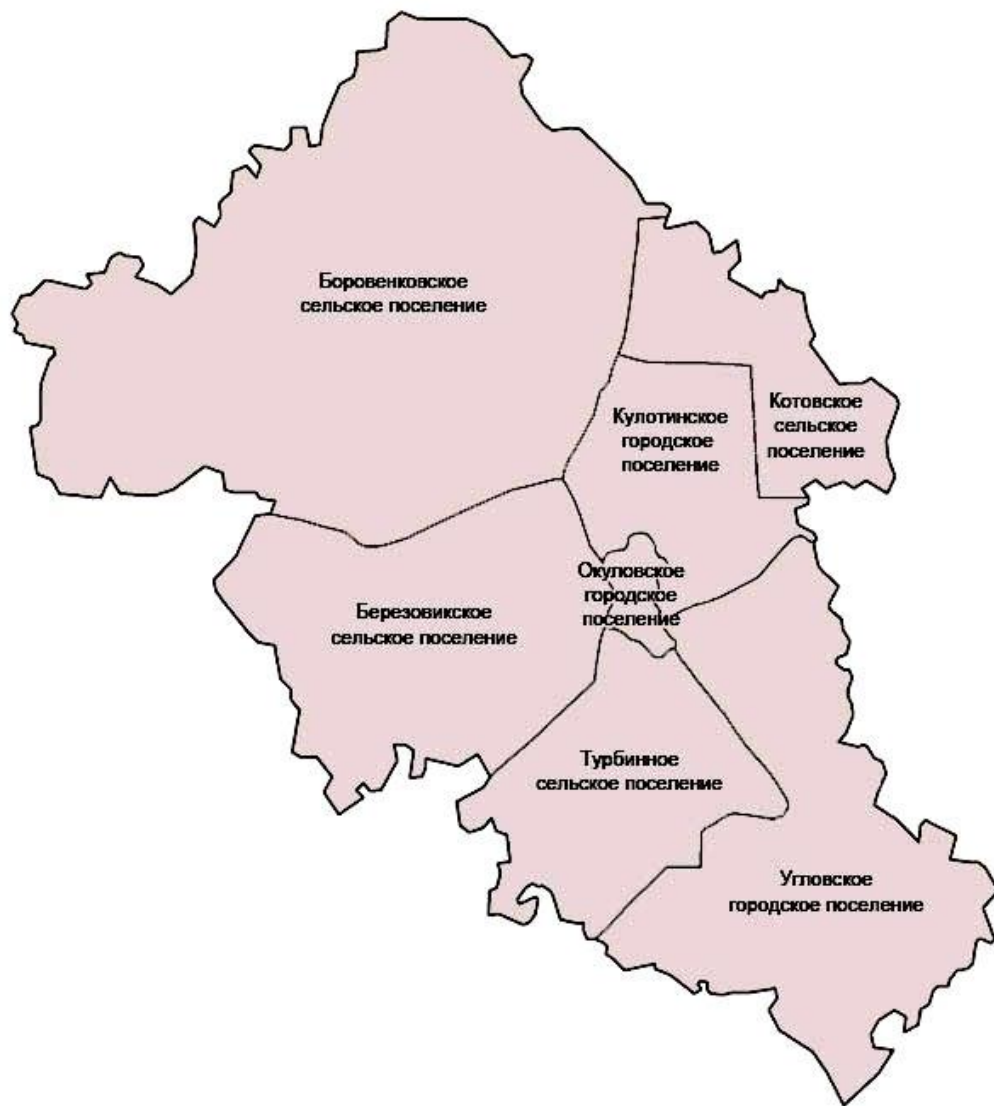 Боровенковское
сельское поселение
Котовское
сельское
поселение
Кулотинское
городское
поселение
Окуловское
городское
поселение
Березовикское
сельское поселение
Турбинное
сельское поселение
Угловское
городское поселение